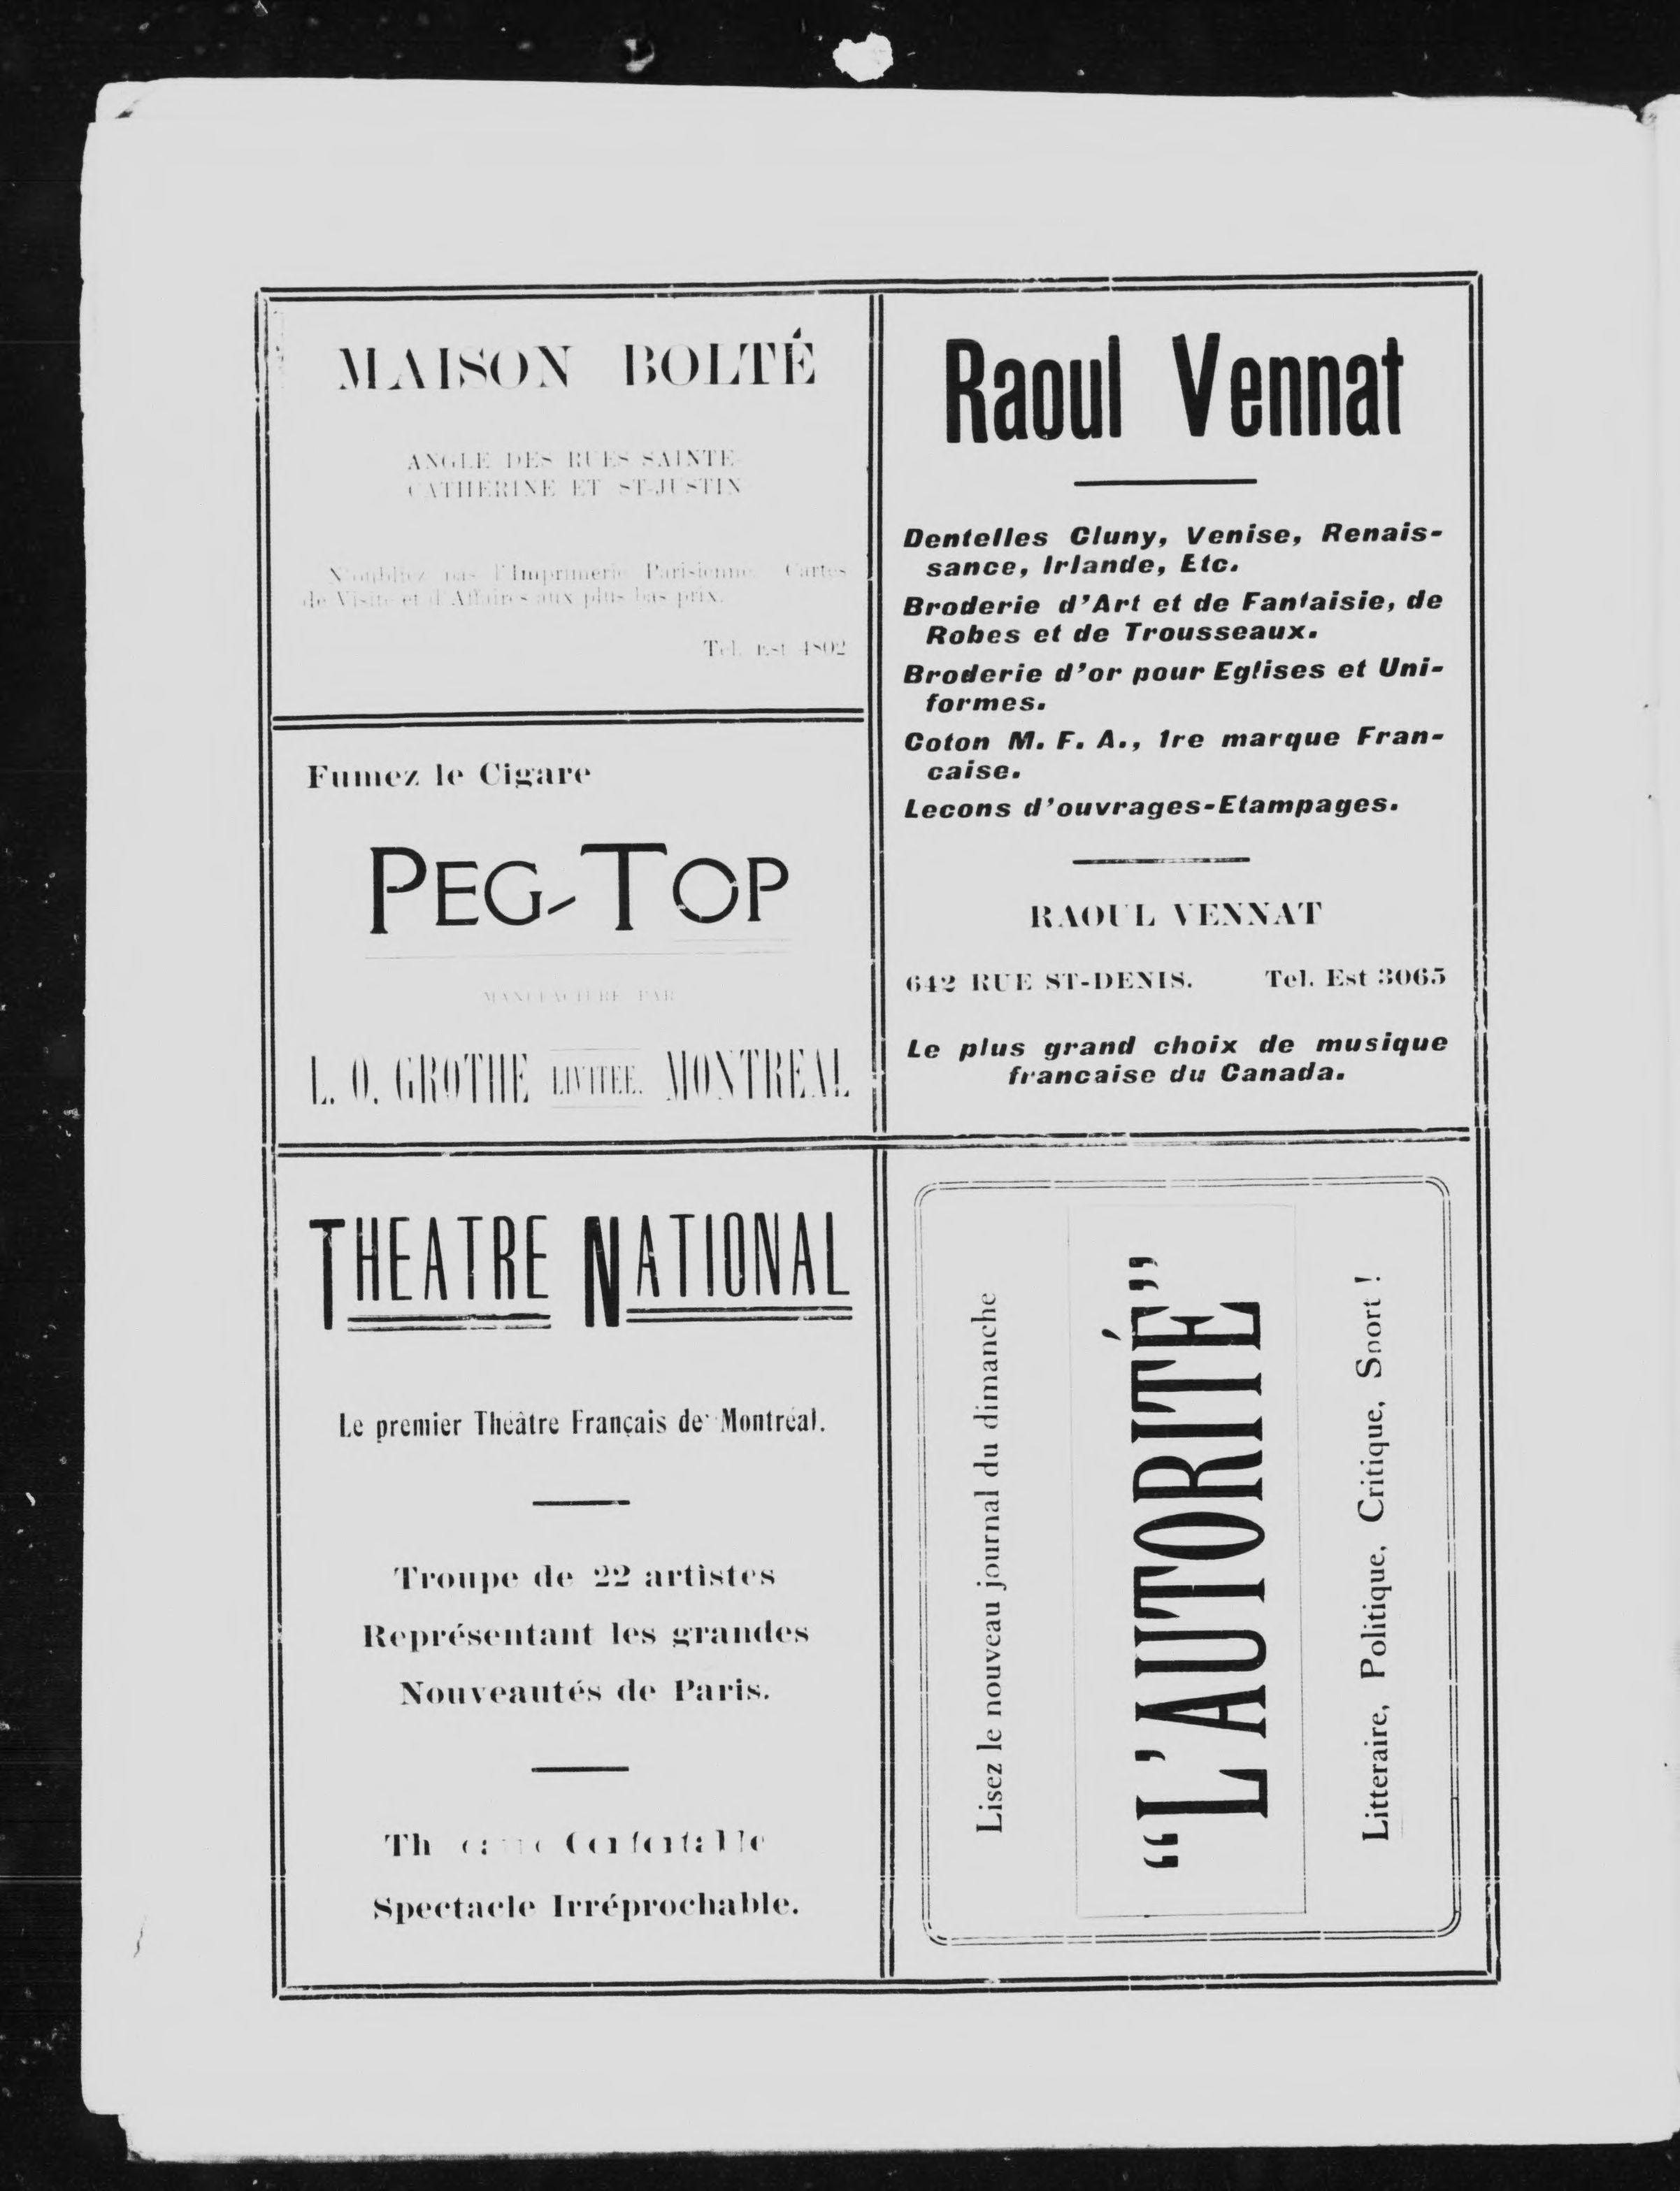 MAISON BOLTÉ
ANGLE DES RUES SAINTE-
CATHERINE ET ST-JUSTIN
N'oubliez pas l'Imprimerie Parisienne Cartes
de Visite et d'Affaires aux plus bas prix.
Tel. Est 4802
Fumez le Cigare
PEG-TOP
MANUFACTURE PAR
L. O. GROTHE LIMITEE. MONTREAL
Raoul Vennat
Dentelles Cluny, Venise, Renais-
sance, Irlande, Etc.
Broderie d'Art et de Fantaisie, de
Robes et de Trousseaux.
Broderie d'or pour Eglises et Uni-
formes.
Coton M. F. A., 1re marque Fran-
caise.
Lecons d'ouvrages-Etampages.
RAOUL VENNAT
642 RUE ST-DENIS. Tel. Est 3065
Le plus grand choix de musique
francaise du Canada.
THEATRE NATIONAL
Le premier Théâtre Français de Montréal.
Troupe de 22 artistes
Représentant les grandes
Nouveautés de Paris.
Confortable
Spectacle Irréprochable.
Lisez le nouveau journal du dimanche
“L'AUTORITÉ”
Litteraire, Politique, Critique, Sport !